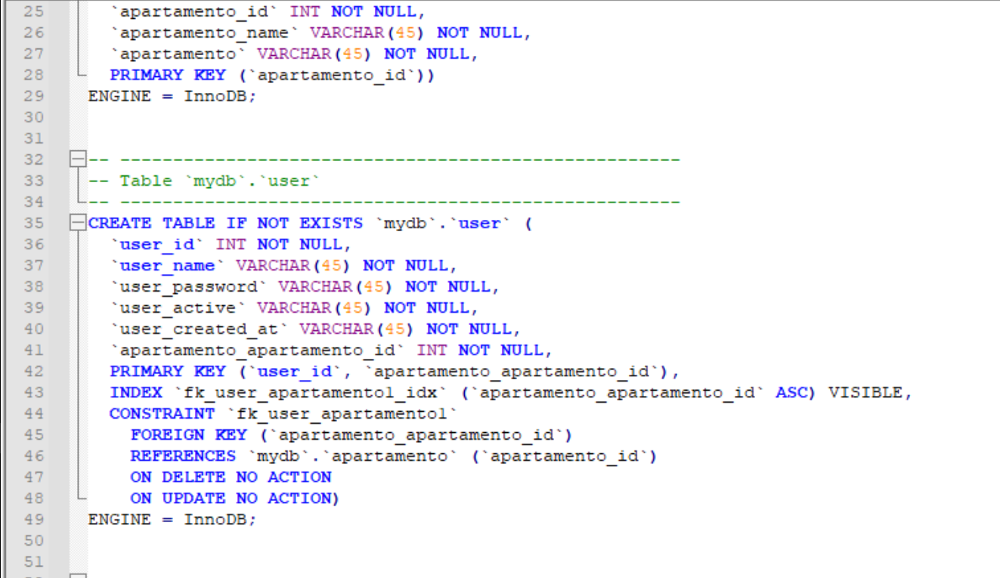 25 `apartamento_id` INT NOT NULL,
26 `apartamento_name` VARCHAR(45) NOT NULL,
27 `apartamento` VARCHAR(45) NOT NULL,
28 PRIMARY KEY (`apartamento_id`))
29 ENGINE = InnoDB;
30
31
32 -- -----------------------------------------------------
33 -- Table `mydb`.`user`
34 -- -----------------------------------------------------
35 CREATE TABLE IF NOT EXISTS `mydb`.`user` (
36 `user_id` INT NOT NULL,
37 `user_name` VARCHAR(45) NOT NULL,
38 `user_password` VARCHAR(45) NOT NULL,
39 `user_active` VARCHAR(45) NOT NULL,
40 `user_created_at` VARCHAR(45) NOT NULL,
41 `apartamento_apartamento_id` INT NOT NULL,
42 PRIMARY KEY (`user_id`, `apartamento_apartamento_id`),
43 INDEX `fk_user_apartamento1_idx` (`apartamento_apartamento_id` ASC) VISIBLE,
44 CONSTRAINT `fk_user_apartamento1`
45 FOREIGN KEY (`apartamento_apartamento_id`)
46 REFERENCES `mydb`.`apartamento` (`apartamento_id`)
47 ON DELETE NO ACTION
48 ON UPDATE NO ACTION)
49 ENGINE = InnoDB;
50
51